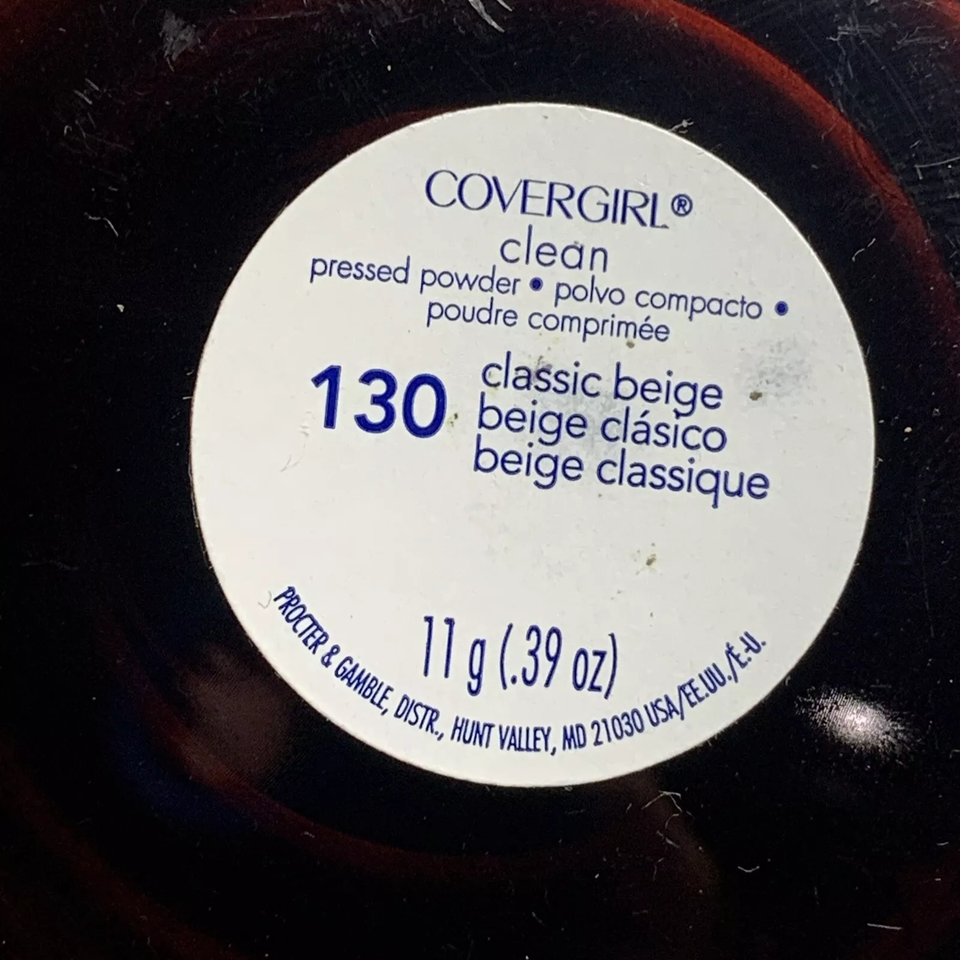 COVERGIRL®
clean
pressed powder • polvo compacto •
poudre comprimée
130
classic beige
beige clásico
beige classique
11 g (.39 oz)
PROCTER & GAMBLE, DISTR., HUNT VALLEY, MD 21030 USA/EE.UU./É.-U.